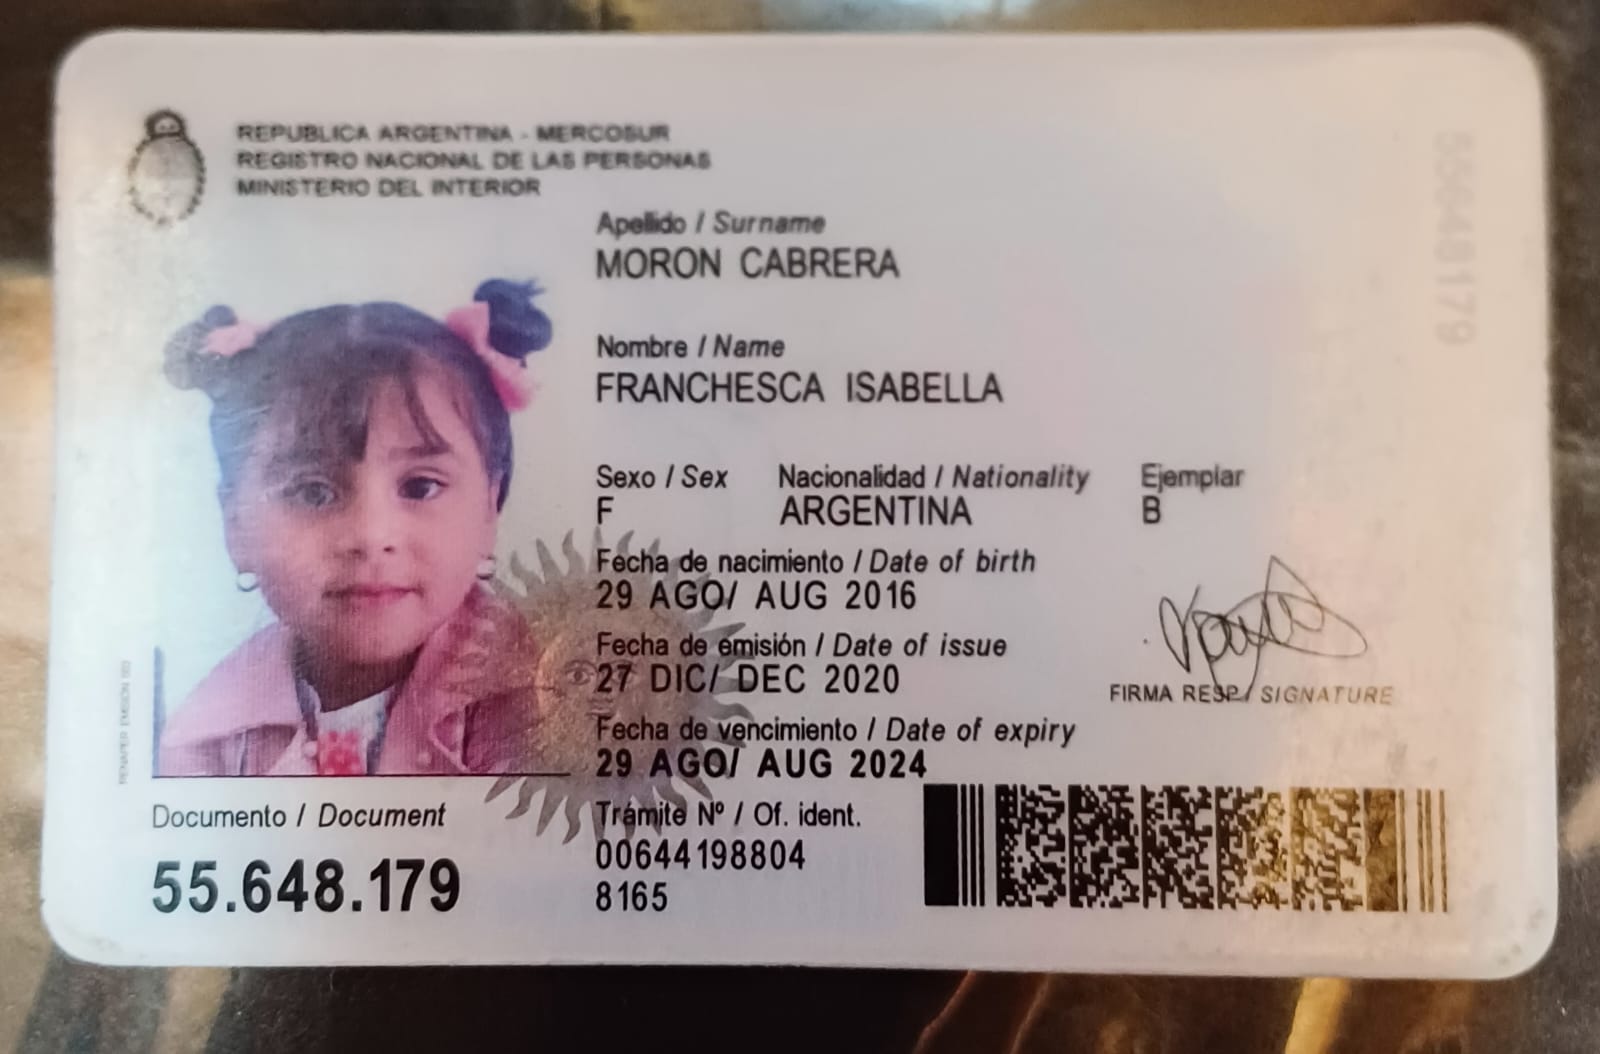 REPUBLICA ARGENTINA - MERCOSUR
REGISTRO NACIONAL DE LAS PERSONAS
MINISTERIO DEL INTERIOR
Apellido / Surname
MORON CABRERA
Nombre / Name
FRANCHESCA ISABELLA
Sexo / Sex Nacionalidad / Nationality Ejemplar
F ARGENTINA B
Fecha de nacimiento / Date of birth
29 AGO/ AUG 2016
Fecha de emisión / Date of issue
27 DIC/ DEC 2020
FIRMA RESP./ SIGNATURE
Fecha de vencimiento / Date of expiry
29 AGO/ AUG 2024
Documento / Document
55.648.179
Trámite Nº / Of. ident.
00644198804
8165
55648179